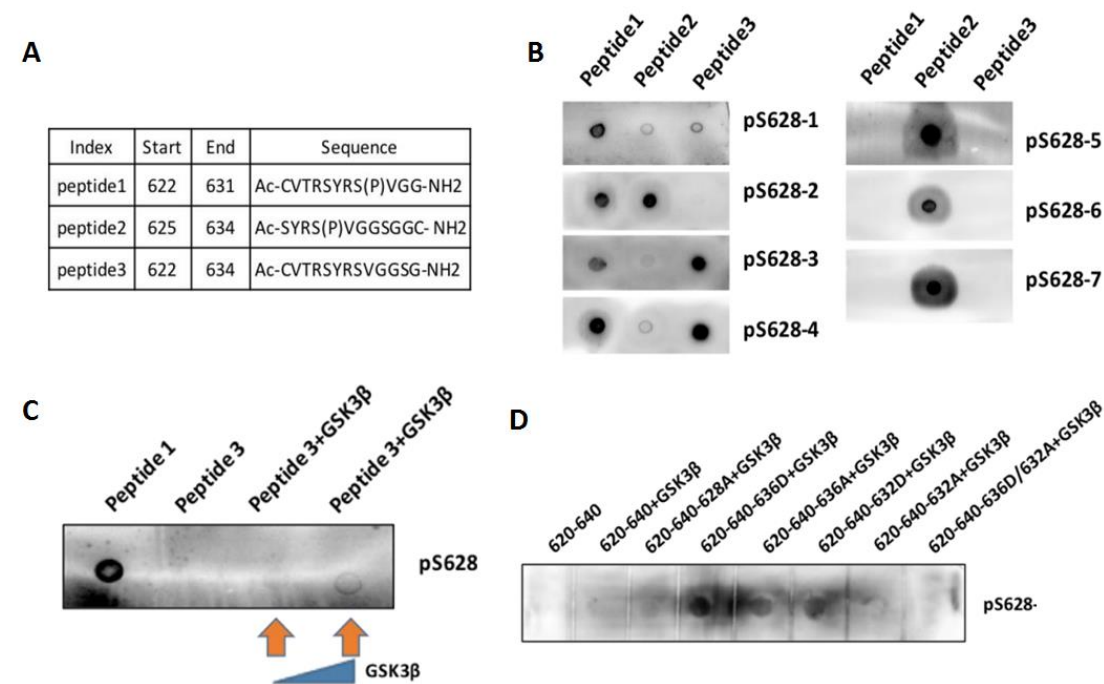 A
Index Start End Sequence
peptide1 622 631 Ac-CVTRSYRS(P)VGG-NH2
peptide2 625 634 Ac-SYRS(P)VGGSGGC- NH2
peptide3 622 634 Ac-CVTRSYRSVGGSG-NH2
B
Peptide1 Peptide2 Peptide3
pS628-1
pS628-2
pS628-3
pS628-4
Peptide1 Peptide2 Peptide3
pS628-5
pS628-6
pS628-7
C
Peptide 1
Peptide 3
Peptide 3+GSK3β
Peptide 3+GSK3β
pS628
GSK3β
D
620-640
620-640+GSK3β
620-640-628A+GSK3β
620-640-636D+GSK3β
620-640-636A+GSK3β
620-640-632D+GSK3β
620-640-632A+GSK3β
620-640-636D/632A+GSK3β
pS628-